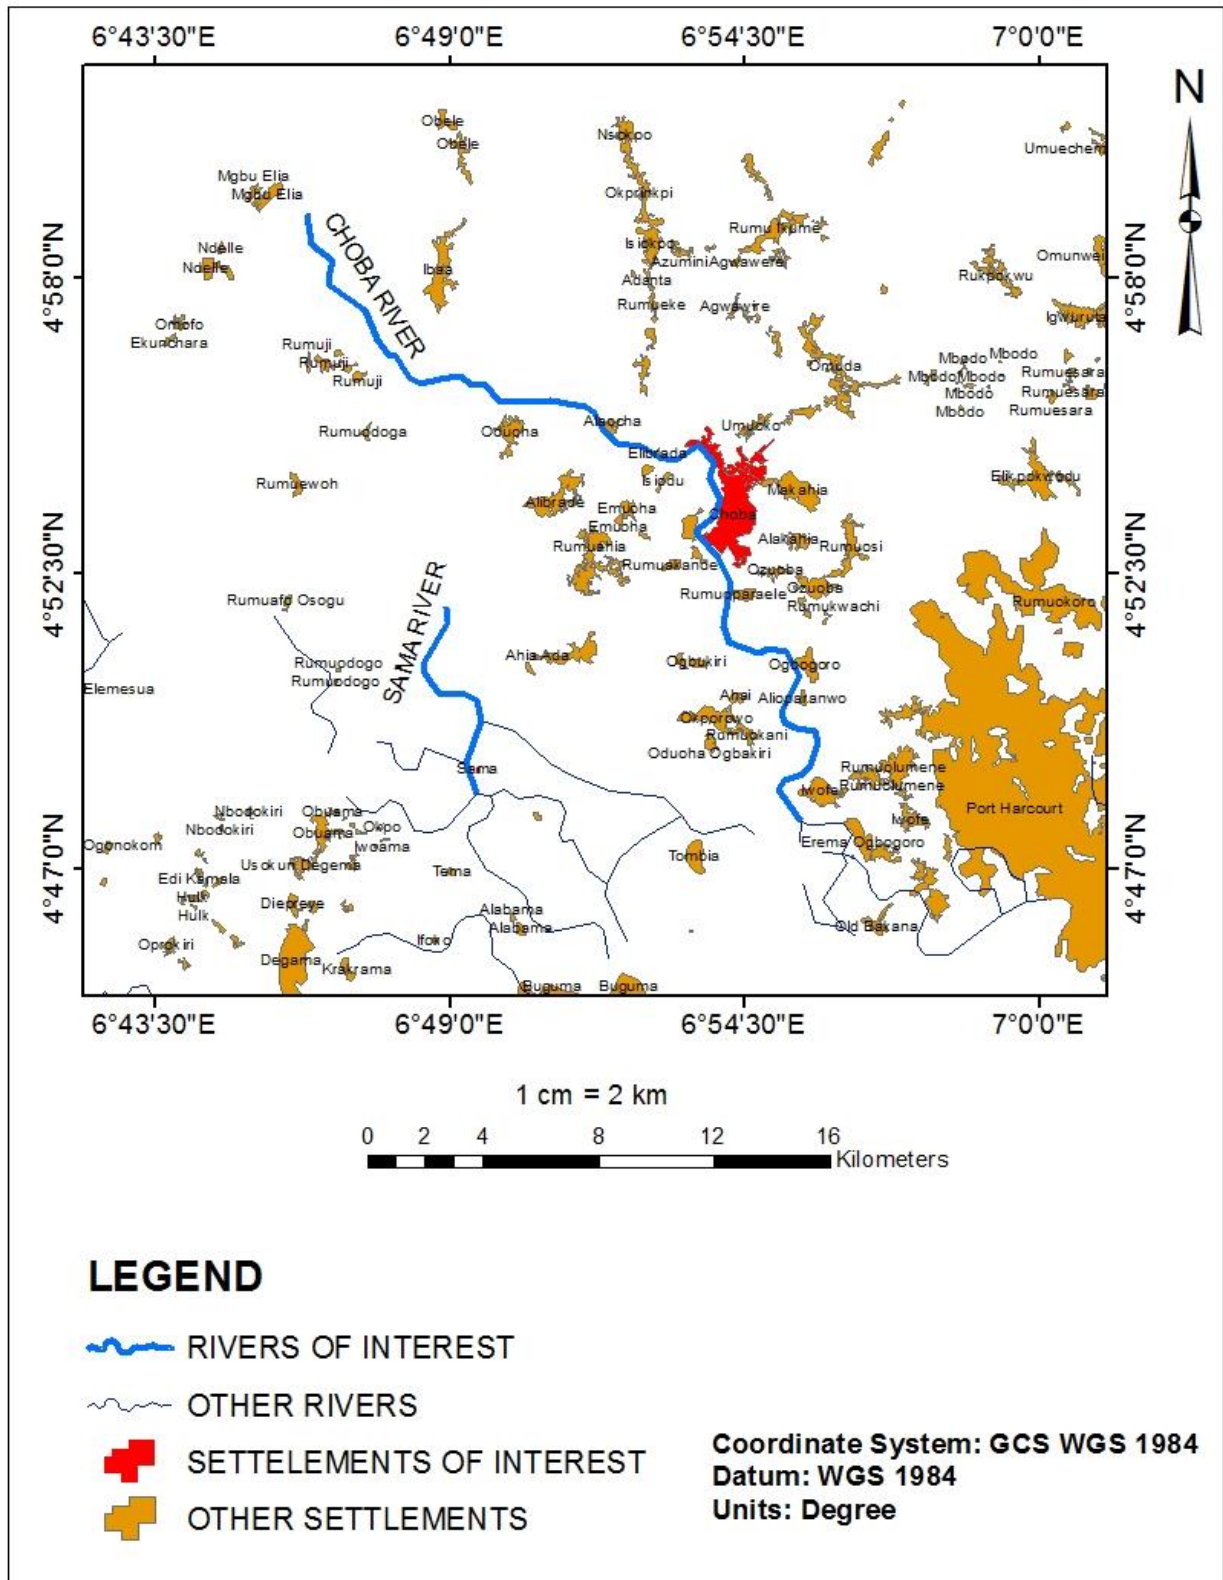 6°43'30"E 6°49'0"E 6°54'30"E 7°0'0"E
N
Obele
Obele
Nsiokpo
Umuechem
Mgbu Elia
Mgbu Elia
Okprinkpi
CHOBA RIVER
Rumu Ikume
Ndelle
Ndelle
Ibaa
Isiokpo
Azumini
Agwawere
Omunwei
4°58'0"N
4°58'0"N
Adanta
Rukpokwu
Rumueke
Agwawire
Igwuruta
Omofo
Ekunchara
Rumuji
Rumuji
Rumuji
Omuda
Mbodo
Mbodo
Mbodo
Mbodo
Mbodo
Mbodo
Rumuesara
Rumuesara
Rumuesara
Rumuodoga
Oduoha
Alaocha
Umuoko
Elibrada
Isiodu
Rumuewoh
Alibrade
Makahia
Elikpokwodu
Emuoha
Emuoha
Choba
Rumuahia
Alakahia
Rumuosi
4°52'30"N
4°52'30"N
Rumuakande
Ozuoba
Ozuoba
Rumuoparaele
Rumukwachi
Rumuokoro
Rumuafo Osogu
SAMA RIVER
Rumuodogo
Rumuodogo
Elemesua
Ahia Ada
Ogbukiri
Ogbogoro
Ahai
Alioparanwo
Okporowo
Rumuokani
Oduoha Ogbakiri
Sama
Rumuolumene
Rumuolumene
Iwofe
Iwofe
Port Harcourt
Nbodokiri
Nbodokiri
Obuama
Obuama
Okpo
Iwoama
Ogonokom
Erema
Ogbogoro
4°47'0"N
4°47'0"N
Usokun Degema
Tema
Tombia
Edi Kamala
Hulk
Hulk
Diepreye
Alabama
Alabama
Old Bakana
Oprokiri
Ifoko
Degama
Krakrama
Buguma
Buguma
6°43'30"E 6°49'0"E 6°54'30"E 7°0'0"E
1 cm = 2 km
0 2 4 8 12 16
Kilometers
LEGEND
RIVERS OF INTEREST
OTHER RIVERS
SETTELEMENTS OF INTEREST
OTHER SETTLEMENTS
Coordinate System: GCS WGS 1984
Datum: WGS 1984
Units: Degree